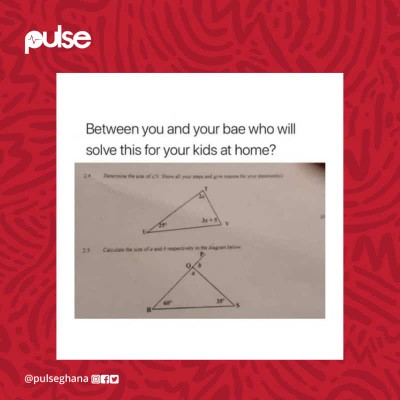 pulse
Between you and your bae who will
solve this for your kids at home?
2.4 Determine the size of ∠V. Show all your steps and give reasons for your statement(s).
T
2x
25°
3x + 5
U
V
2.5 Calculate the size of a and b respectively in the diagram below.
P
Q
b
a
60°
35°
R
S
@pulseghana